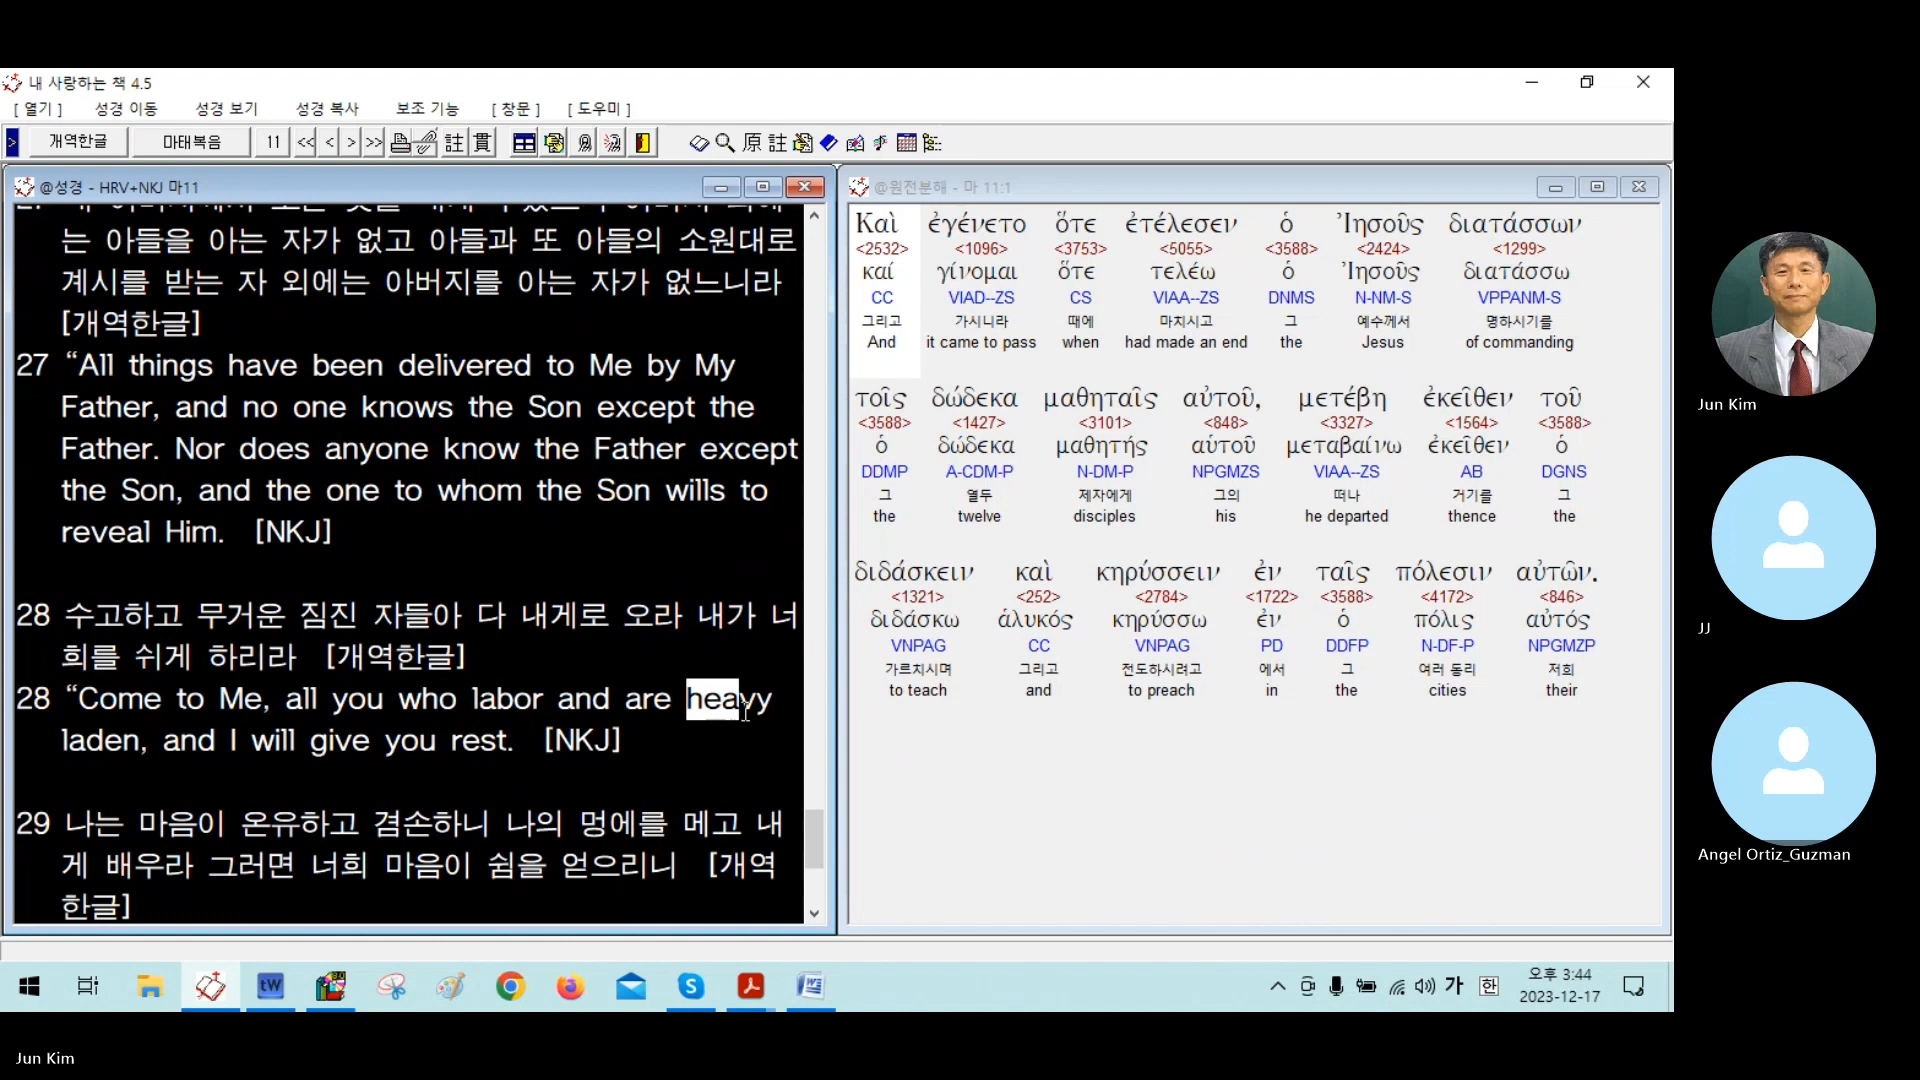 내 사랑하는 책 4.5
[ 열기 ] 성경 이동 성경 보기 성경 복사 보조 기능 [ 창문 ] [ 도우미 ]
> 개역한글 마태복음 11 << < > >> 註 貫 原 註
@성경 - HRV+NKJ 마11
는 아들을 아는 자가 없고 아들과 또 아들의 소원대로
계시를 받는 자 외에는 아버지를 아는 자가 없느니라
[개역한글]
27 “All things have been delivered to Me by My
Father, and no one knows the Son except the
Father. Nor does anyone know the Father except
the Son, and the one to whom the Son wills to
reveal Him. [NKJ]
28 수고하고 무거운 짐진 자들아 다 내게로 오라 내가 너
희를 쉬게 하리라 [개역한글]
28 “Come to Me, all you who labor and are heavy
laden, and I will give you rest. [NKJ]
29 나는 마음이 온유하고 겸손하니 나의 멍에를 메고 내
게 배우라 그러면 너희 마음이 쉼을 얻으리니 [개역
한글]
@원전분해 - 마 11:1
Καὶ ἐγένετο ὅτε ἐτέλεσεν ὁ Ἰησοῦς διατάσσων
<2532> <1096> <3753> <5055> <3588> <2424> <1299>
καί γίνομαι ὅτε τελέω ὁ Ἰησοῦς διατάσσω
CC VIAD--ZS CS VIAA--ZS DNMS N-NM-S VPPANM-S
그리고 가시니라 때에 마치시고 그 예수께서 명하시기를
And it came to pass when had made an end the Jesus of commanding
τοῖς δώδεκα μαθηταῖς αὐτοῦ, μετέβη ἐκεῖθεν τοῦ
<3588> <1427> <3101> <848> <3327> <1564> <3588>
ὁ δώδεκα μαθητής αὑτοῦ μεταβαίνω ἐκεῖθεν ὁ
DDMP A-CDM-P N-DM-P NPGMZS VIAA--ZS AB DGNS
그 열두 제자에게 그의 떠나 거기를 그
the twelve disciples his he departed thence the
διδάσκειν καὶ κηρύσσειν ἐν ταῖς πόλεσιν αὐτῶν.
<1321> <252> <2784> <1722> <3588> <4172> <846>
διδάσκω ἁλυκός κηρύσσω ἐν ὁ πόλις αὐτός
VNPAG CC VNPAG PD DDFP N-DF-P NPGMZP
가르치시며 그리고 전도하시려고 에서 그 여러 동리 저희
to teach and to preach in the cities their
Jun Kim
JJ
Angel Ortiz_Guzman
가 한 오후 3:44
2023-12-17
Jun Kim